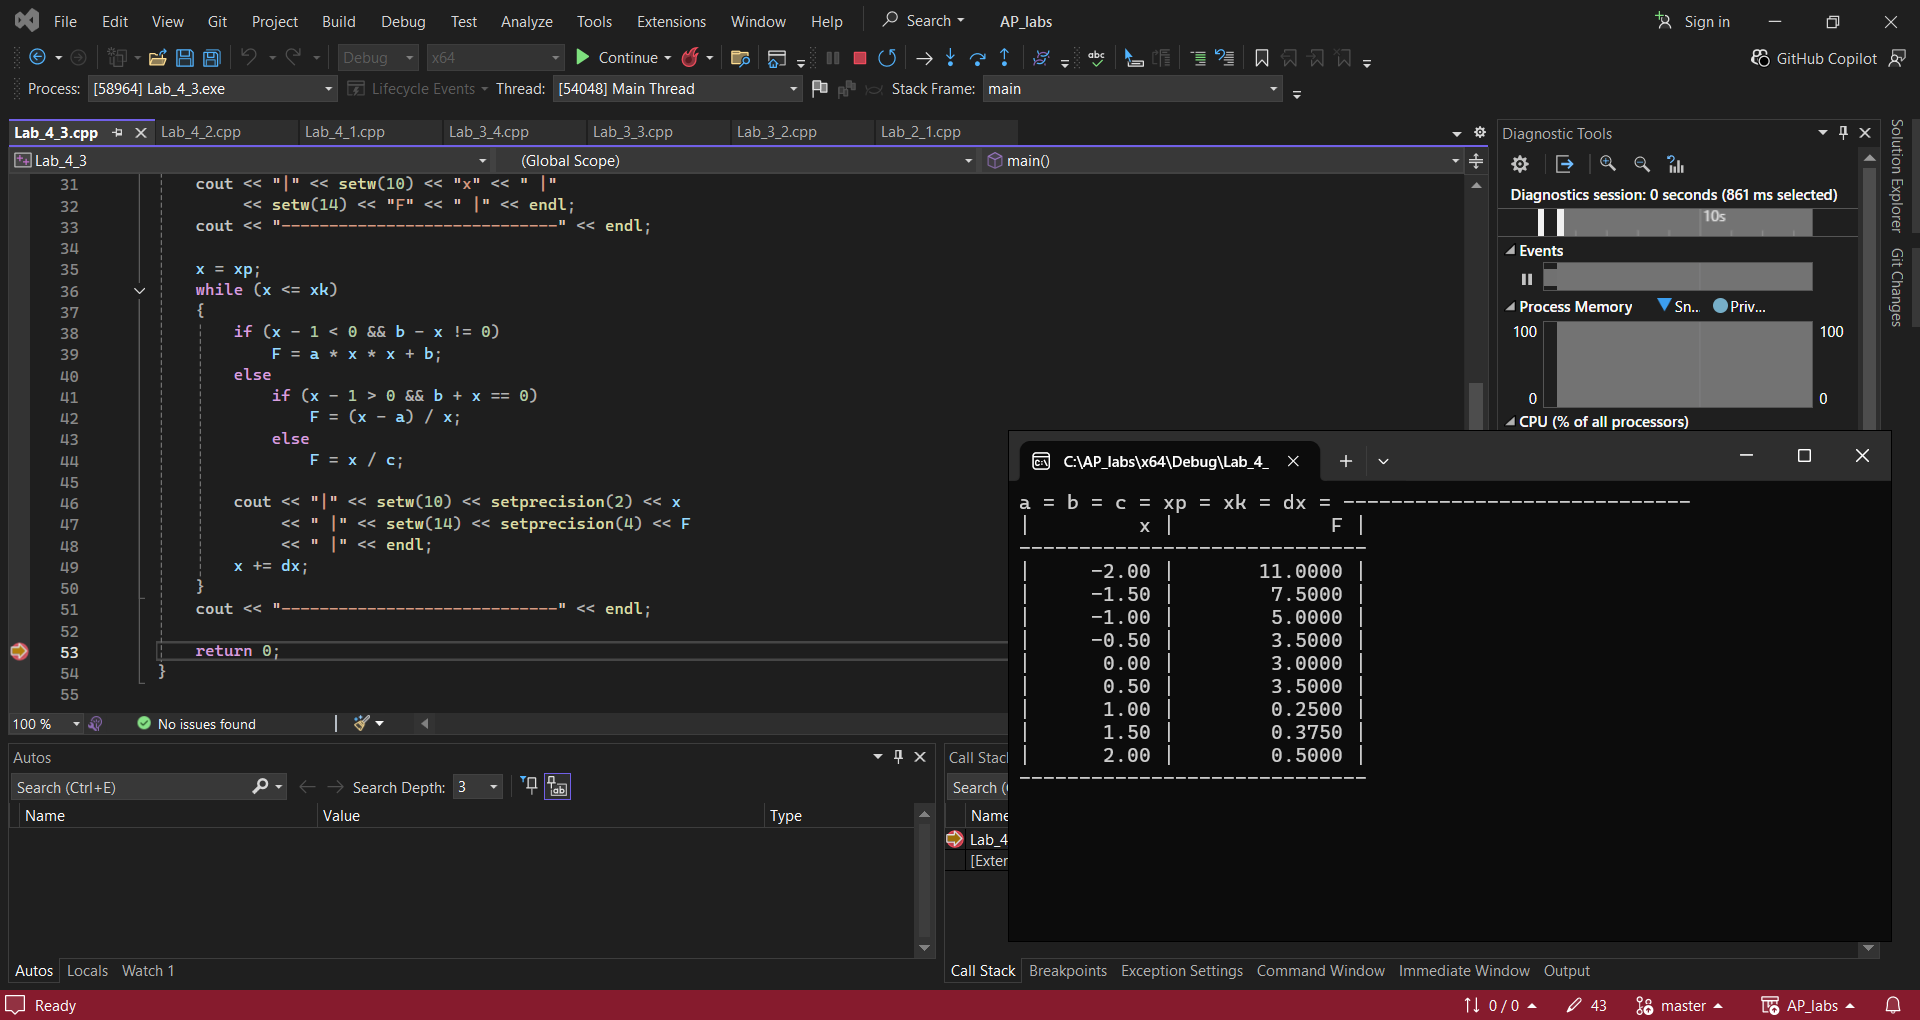 File Edit View Git Project Build Debug Test Analyze Tools Extensions Window Help Search AP_labs Sign in
Debug x64 Continue GitHub Copilot
Process: [58964] Lab_4_3.exe Lifecycle Events Thread: [54048] Main Thread Stack Frame: main
Lab_4_3.cpp Lab_4_2.cpp Lab_4_1.cpp Lab_3_4.cpp Lab_3_3.cpp Lab_3_2.cpp Lab_2_1.cpp
Lab_4_3 (Global Scope) main()
31 cout << "|" << setw(10) << "x" << " |"
32 << setw(14) << "F" << " |" << endl;
33 cout << "-----------------------------" << endl;
34
35 x = xp;
36 while (x <= xk)
37 {
38 if (x - 1 < 0 && b - x != 0)
39 F = a * x * x + b;
40 else
41 if (x - 1 > 0 && b + x == 0)
42 F = (x - a) / x;
43 else
44 F = x / c;
45
46 cout << "|" << setw(10) << setprecision(2) << x
47 << " |" << setw(14) << setprecision(4) << F
48 << " |" << endl;
49 x += dx;
50 }
51 cout << "-----------------------------" << endl;
52
53 return 0;
54 }
55
100 % No issues found
Diagnostic Tools
Diagnostics session: 0 seconds (861 ms selected)
10s
Events
Process Memory Sn... Priv...
100 100
0 0
CPU (% of all processors)
Solution Explorer
Git Changes
C:\AP_labs\x64\Debug\Lab_4_
a = b = c = xp = xk = dx = -----------------------------
| x | F |
-----------------------------
| -2.00 | 11.0000 |
| -1.50 | 7.5000 |
| -1.00 | 5.0000 |
| -0.50 | 3.5000 |
| 0.00 | 3.0000 |
| 0.50 | 3.5000 |
| 1.00 | 0.2500 |
| 1.50 | 0.3750 |
| 2.00 | 0.5000 |
-----------------------------
Autos
Search (Ctrl+E) Search Depth: 3
Name Value Type
Autos Locals Watch 1
Call Stac
Search (
Name
Lab_4
[Exter
Call Stack Breakpoints Exception Settings Command Window Immediate Window Output
Ready 0 / 0 43 master AP_labs